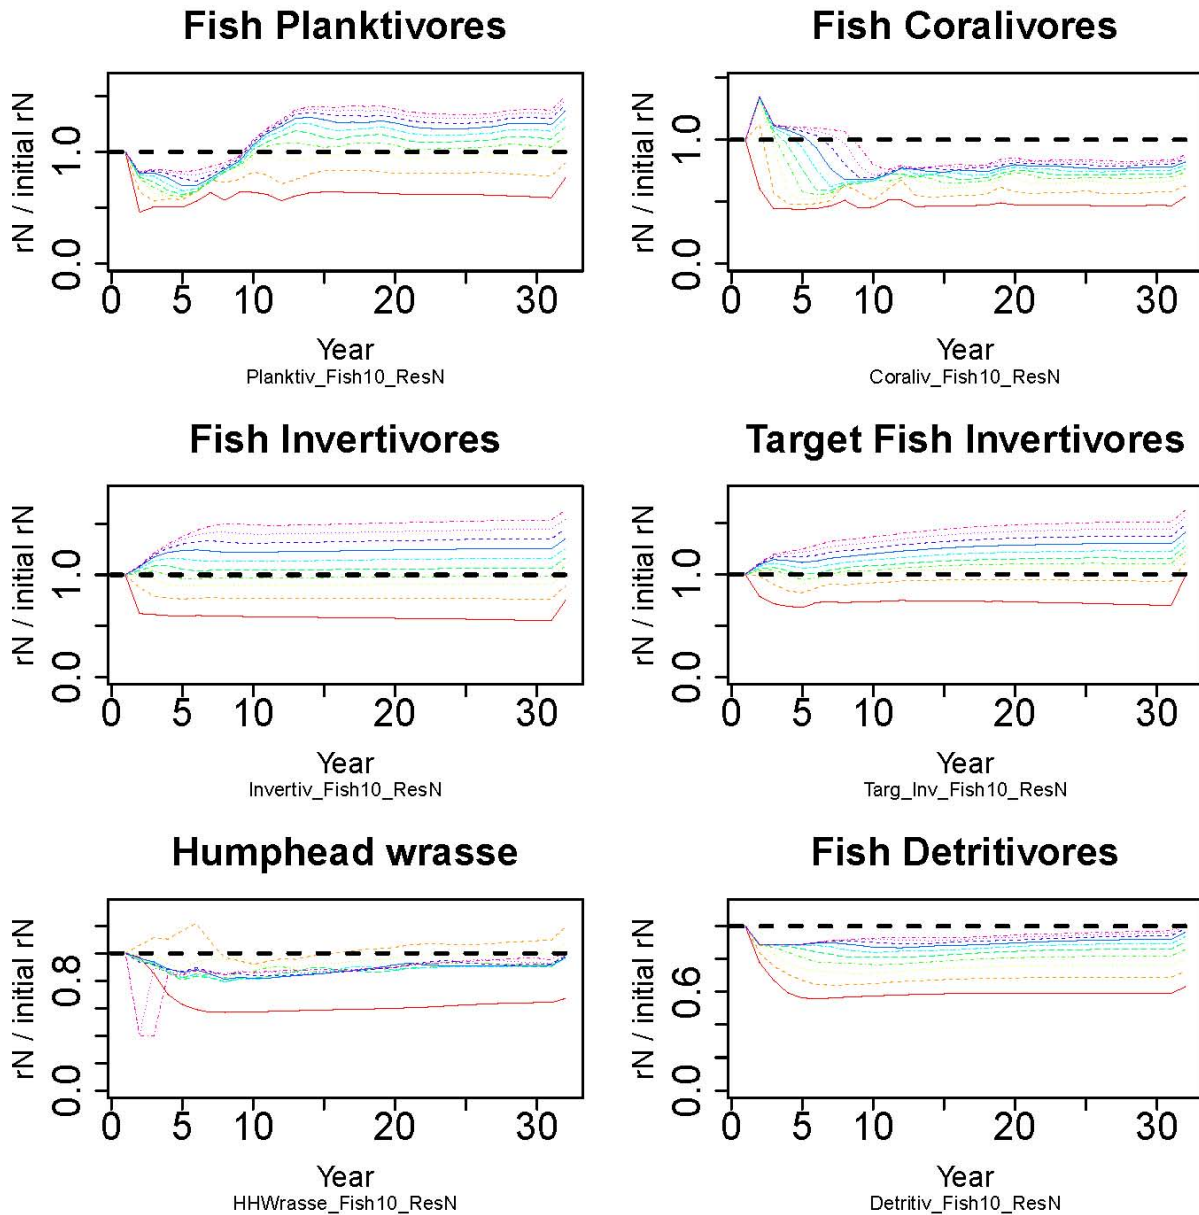 Fish Planktivores
rN / initial rN
0.0 1.0
0 5 10 20 30
Year
Planktiv_Fish10_ResN
Fish Coralivores
rN / initial rN
0.0 1.0
0 5 10 20 30
Year
Coraliv_Fish10_ResN
Fish Invertivores
rN / initial rN
0.0 1.0
0 5 10 20 30
Year
Invertiv_Fish10_ResN
Target Fish Invertivores
rN / initial rN
0.0 1.0
0 5 10 20 30
Year
Targ_Inv_Fish10_ResN
Humphead wrasse
rN / initial rN
0.0 0.8
0 5 10 20 30
Year
HHWrasse_Fish10_ResN
Fish Detritivores
rN / initial rN
0.0 0.6
0 5 10 20 30
Year
Detritiv_Fish10_ResN